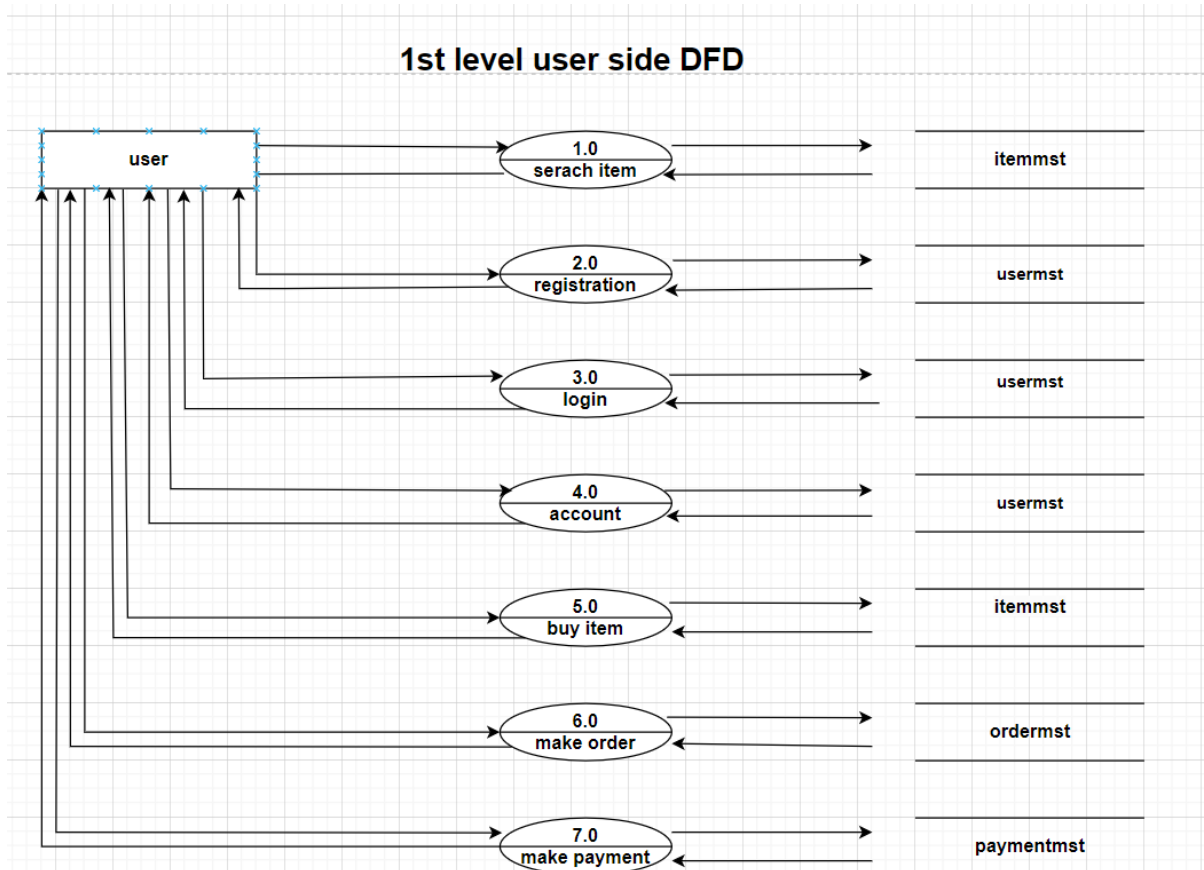 1st level user side DFD
user
1.0
serach item
itemmst
2.0
registration
usermst
3.0
login
usermst
4.0
account
usermst
5.0
buy item
itemmst
6.0
make order
ordermst
7.0
make payment
paymentmst